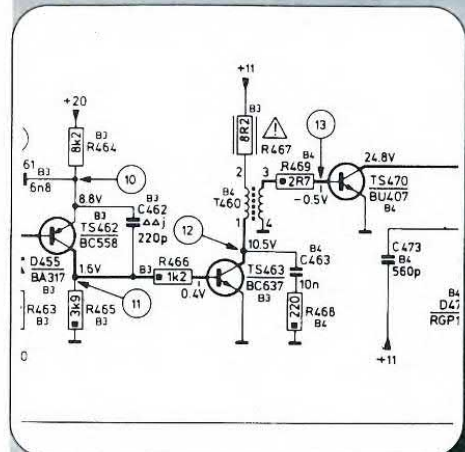 +11
+20
8k2
B3
R464
8R2
B3
R467
13
61
6n8
10
2
3
R469
B4
2R7
24.8V
-0.5V
TS470
BU407
B4
8.8V
B3
TS462
BC558
B3
C462
△△j
220p
B4
T460
1
4
12
10.5V
D455
BA317
1.6V
B3
R466
1k2
0.4V
TS463
BC637
B3
B4
C463
10n
C473
B4
560p
R463
B3
3k9
R465
B3
11
220
R468
B4
B4
D47
RGP1
+11